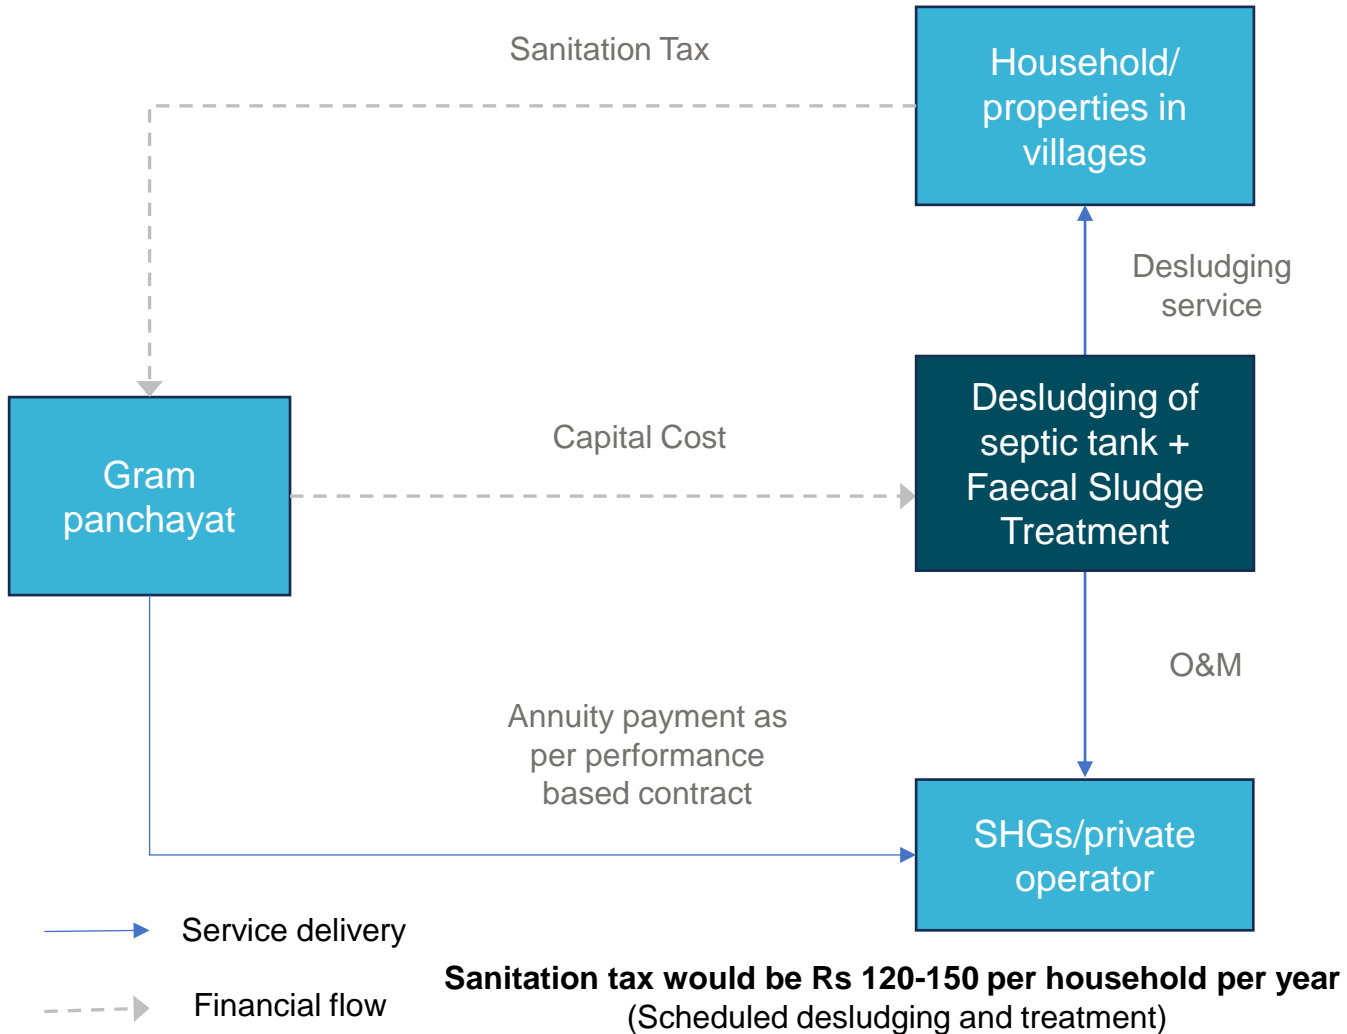 Sanitation Tax
Household/
properties in
villages
Desludging
service
Gram
panchayat
Capital Cost
Desludging of
septic tank +
Faecal Sludge
Treatment
O&M
Annuity payment as
per performance
based contract
SHGs/private
operator
Service delivery
Financial flow
Sanitation tax would be Rs 120-150 per household per year
(Scheduled desludging and treatment)